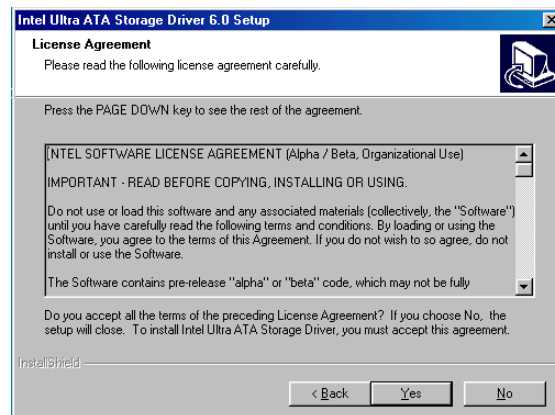 Intel Ultra ATA Storage Driver 6.0 Setup
License Agreement
Please read the following license agreement carefully.
Press the PAGE DOWN key to see the rest of the agreement.
INTEL SOFTWARE LICENSE AGREEMENT (Alpha / Beta, Organizational Use)
IMPORTANT - READ BEFORE COPYING, INSTALLING OR USING.
Do not use or load this software and any associated materials (collectively, the "Software")
until you have carefully read the following terms and conditions. By loading or using the
Software, you agree to the terms of this Agreement. If you do not wish to so agree, do not
install or use the Software.
The Software contains pre-release "alpha" or "beta" code, which may not be fully
Do you accept all the terms of the preceding License Agreement? If you choose No, the
setup will close. To install Intel Ultra ATA Storage Driver, you must accept this agreement.
InstallShield
< Back
Yes
No